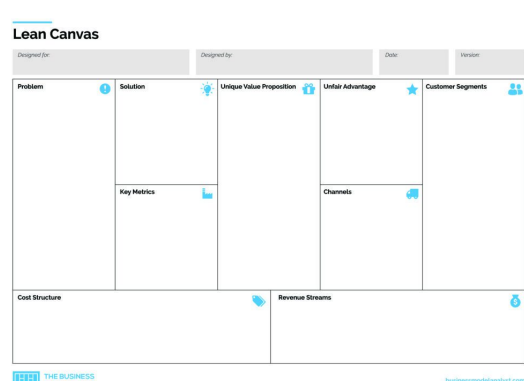 Lean Canvas
Designed for:
Designed by:
Date:
Version:
Problem
Solution
Unique Value Proposition
Unfair Advantage
Customer Segments
Key Metrics
Channels
Cost Structure
Revenue Streams
THE BUSINESS